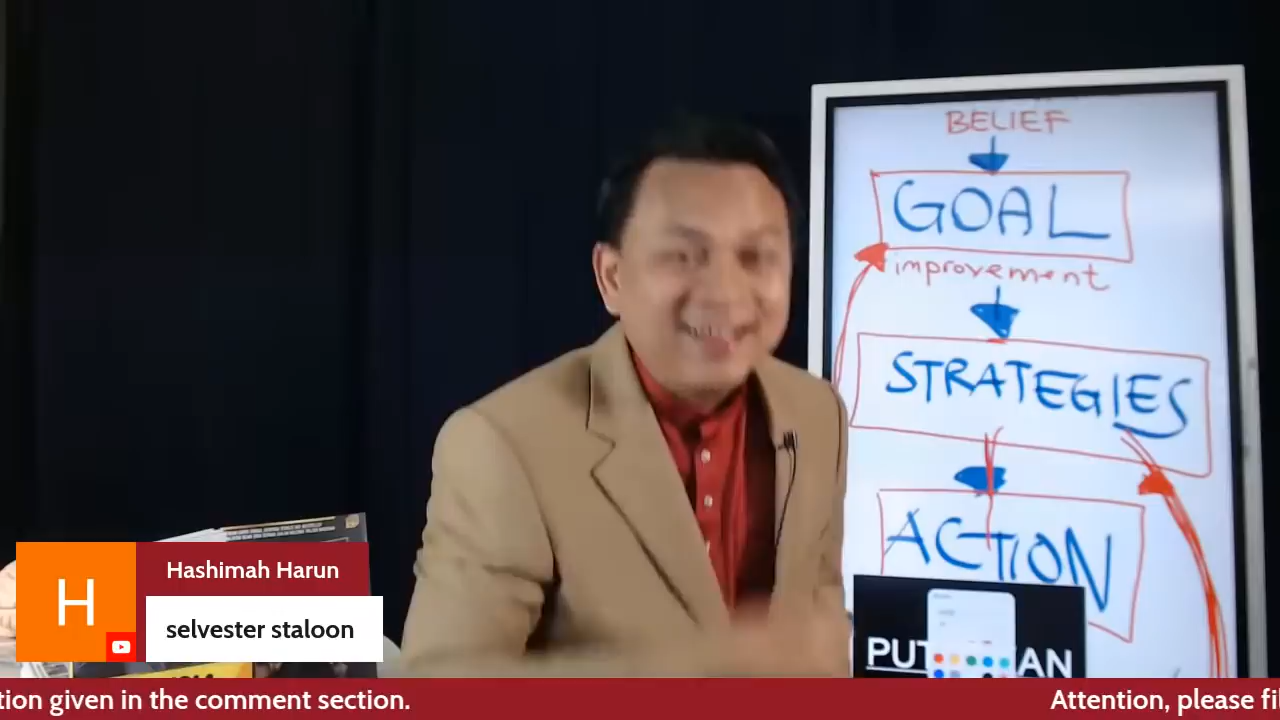 BELIEF
GOAL
improvement
STRATEGIES
ACTION
H
Hashimah Harun
selvester staloon
tion given in the comment section.
Attention, please fil